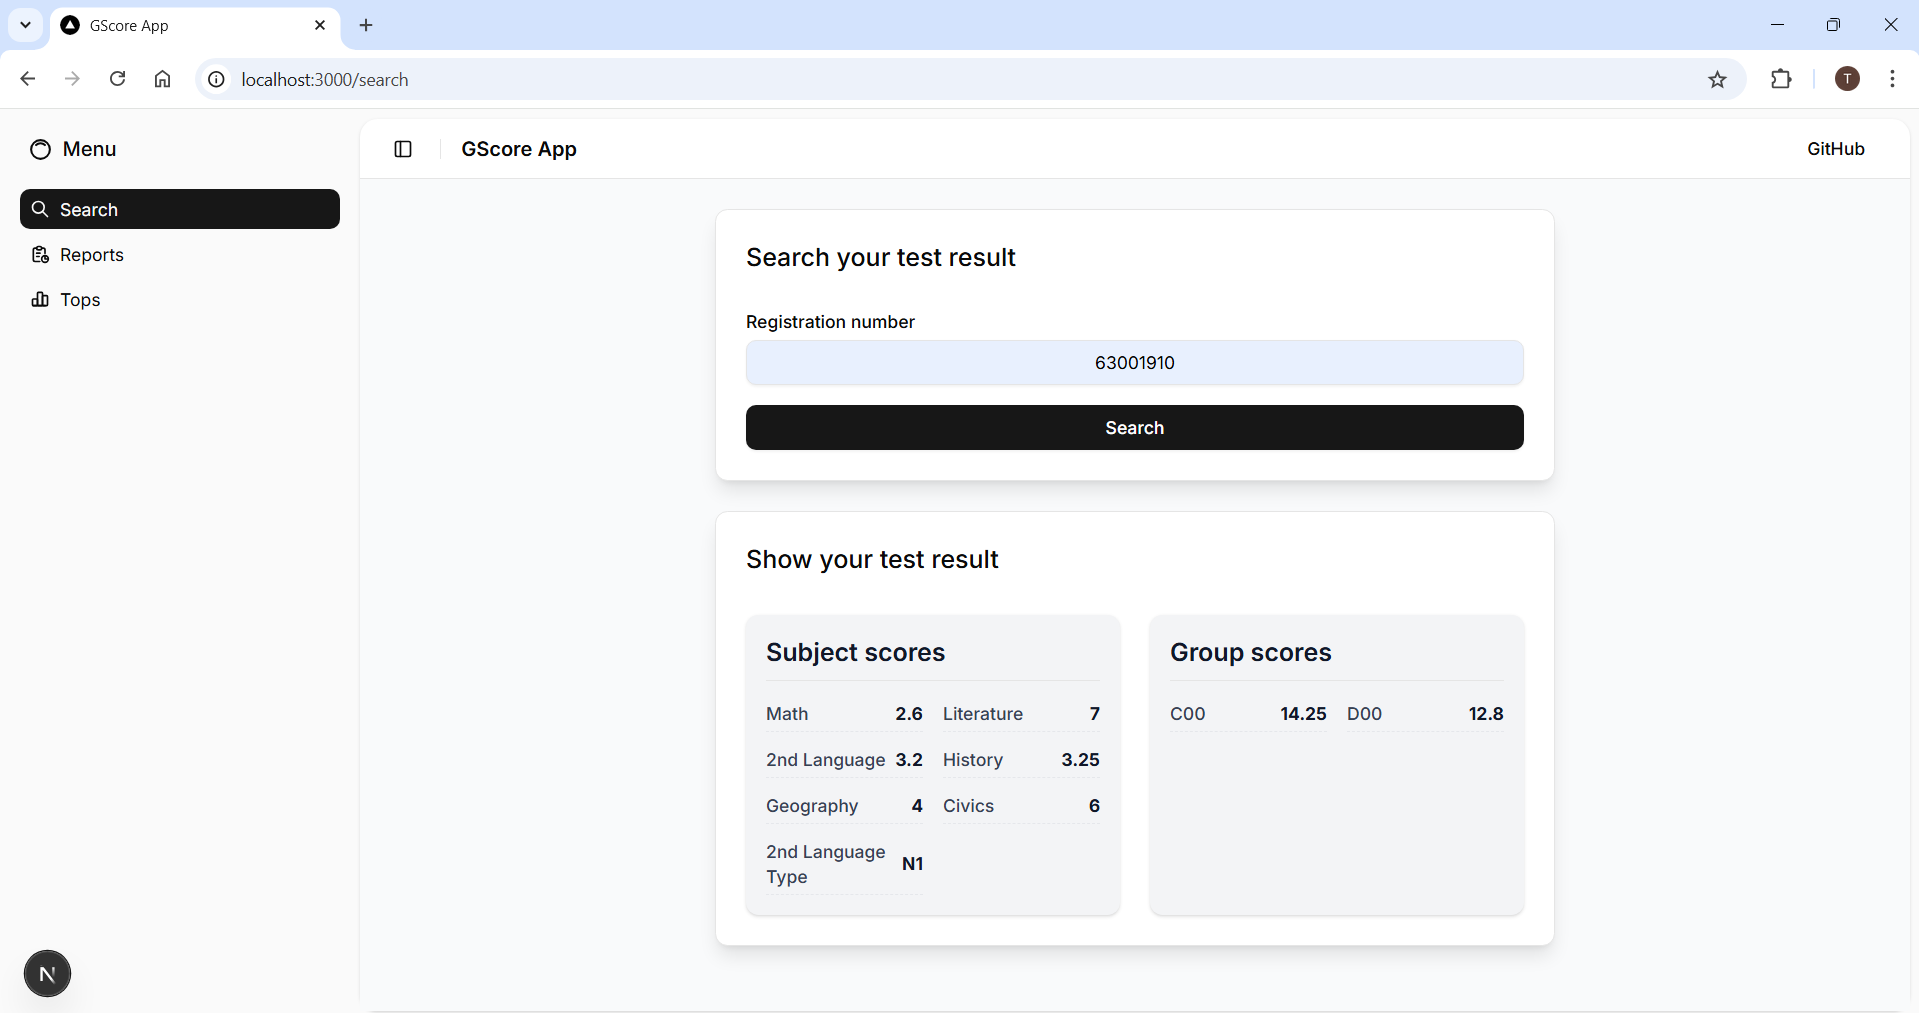 GScore App
localhost:3000/search
T
Menu
GScore App
GitHub
Search
Reports
Tops
Search your test result
Registration number
63001910
Search
Show your test result
Subject scores
Math 2.6 Literature 7
2nd Language 3.2 History 3.25
Geography 4 Civics 6
2nd Language
Type
N1
Group scores
C00 14.25 D00 12.8
N